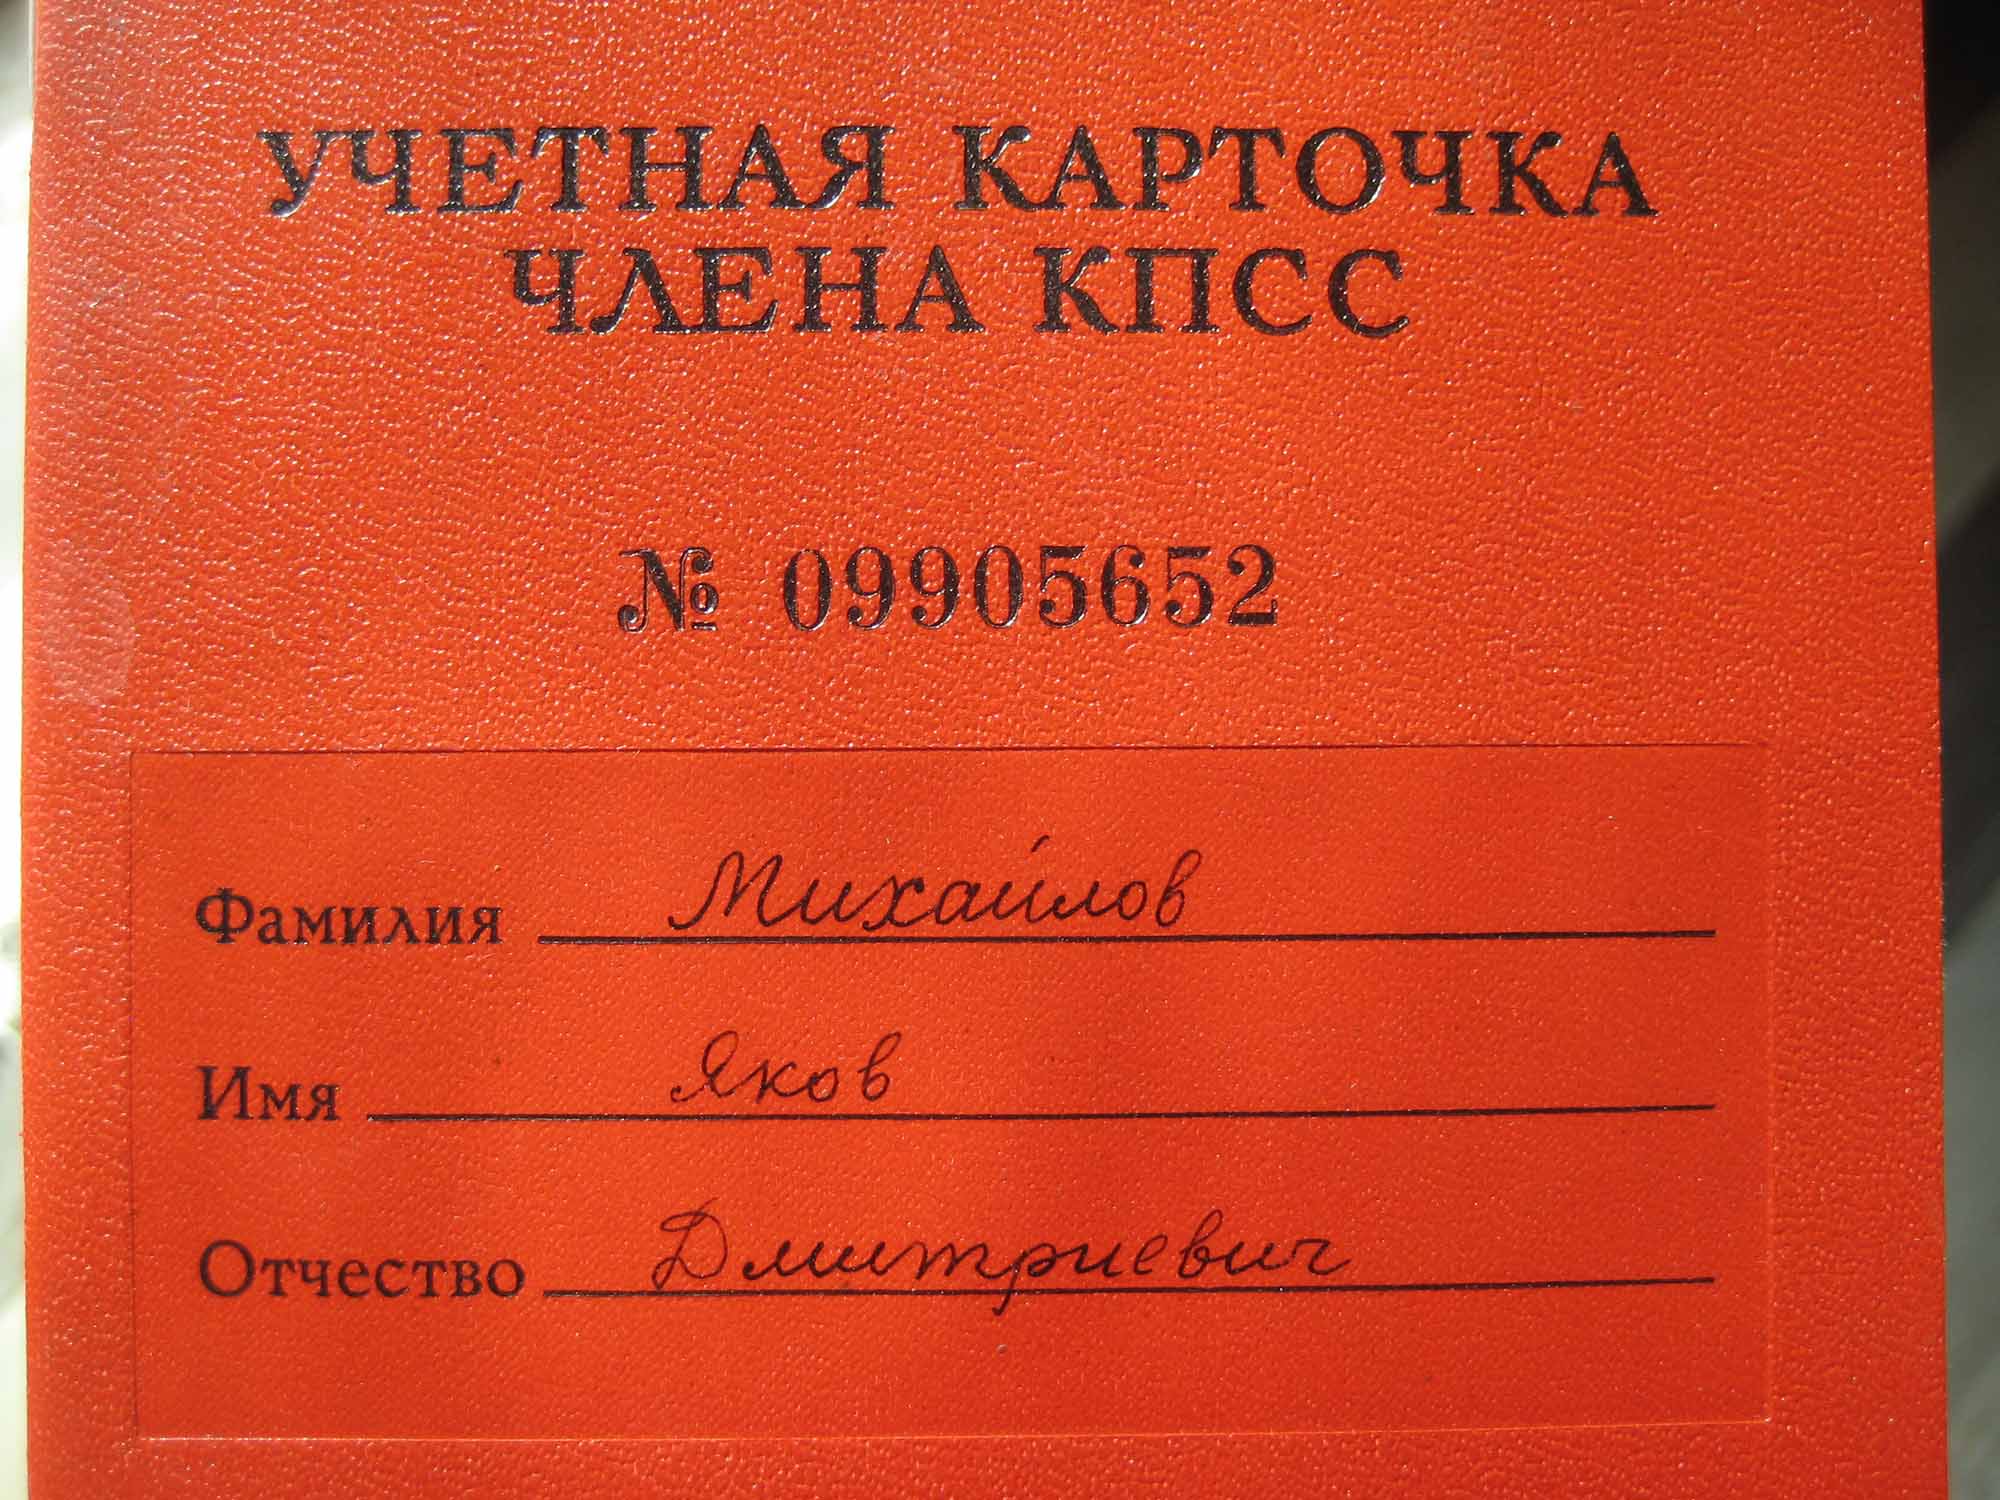 УЧЕТНАЯ КАРТОЧКА
ЧЛЕНА КПСС
№ 09905652
Фамилия Михайлов
Имя Яков
Отчество Дмитриевич